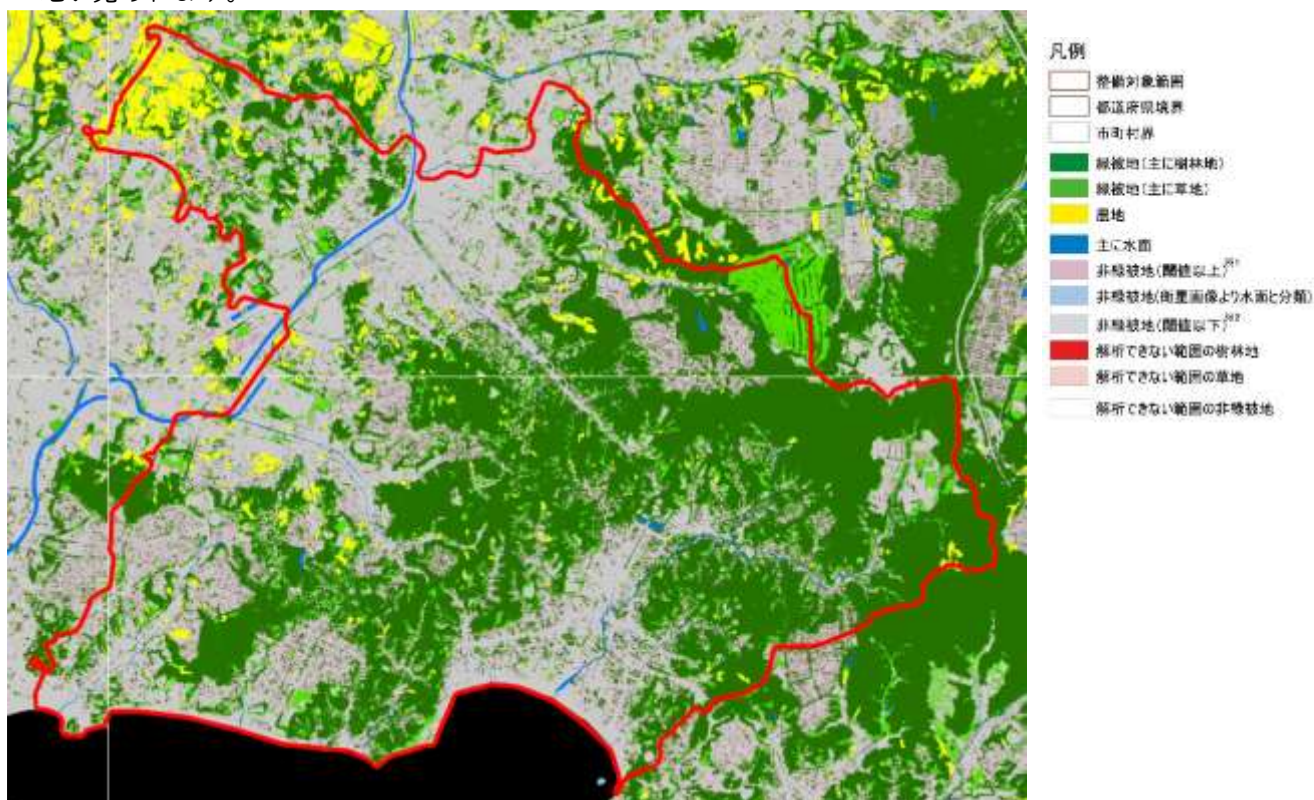 凡例
整備対象範囲
都道府県境界
市町村界
緑被地(主に樹林地)
緑被地(主に草地)
農地
主に水面
非緑被地(閾値以上)※1
非緑被地(衛星画像より水面と分類)
非緑被地(閾値以下)※2
解析できない範囲の樹林地
解析できない範囲の草地
解析できない範囲の非緑被地